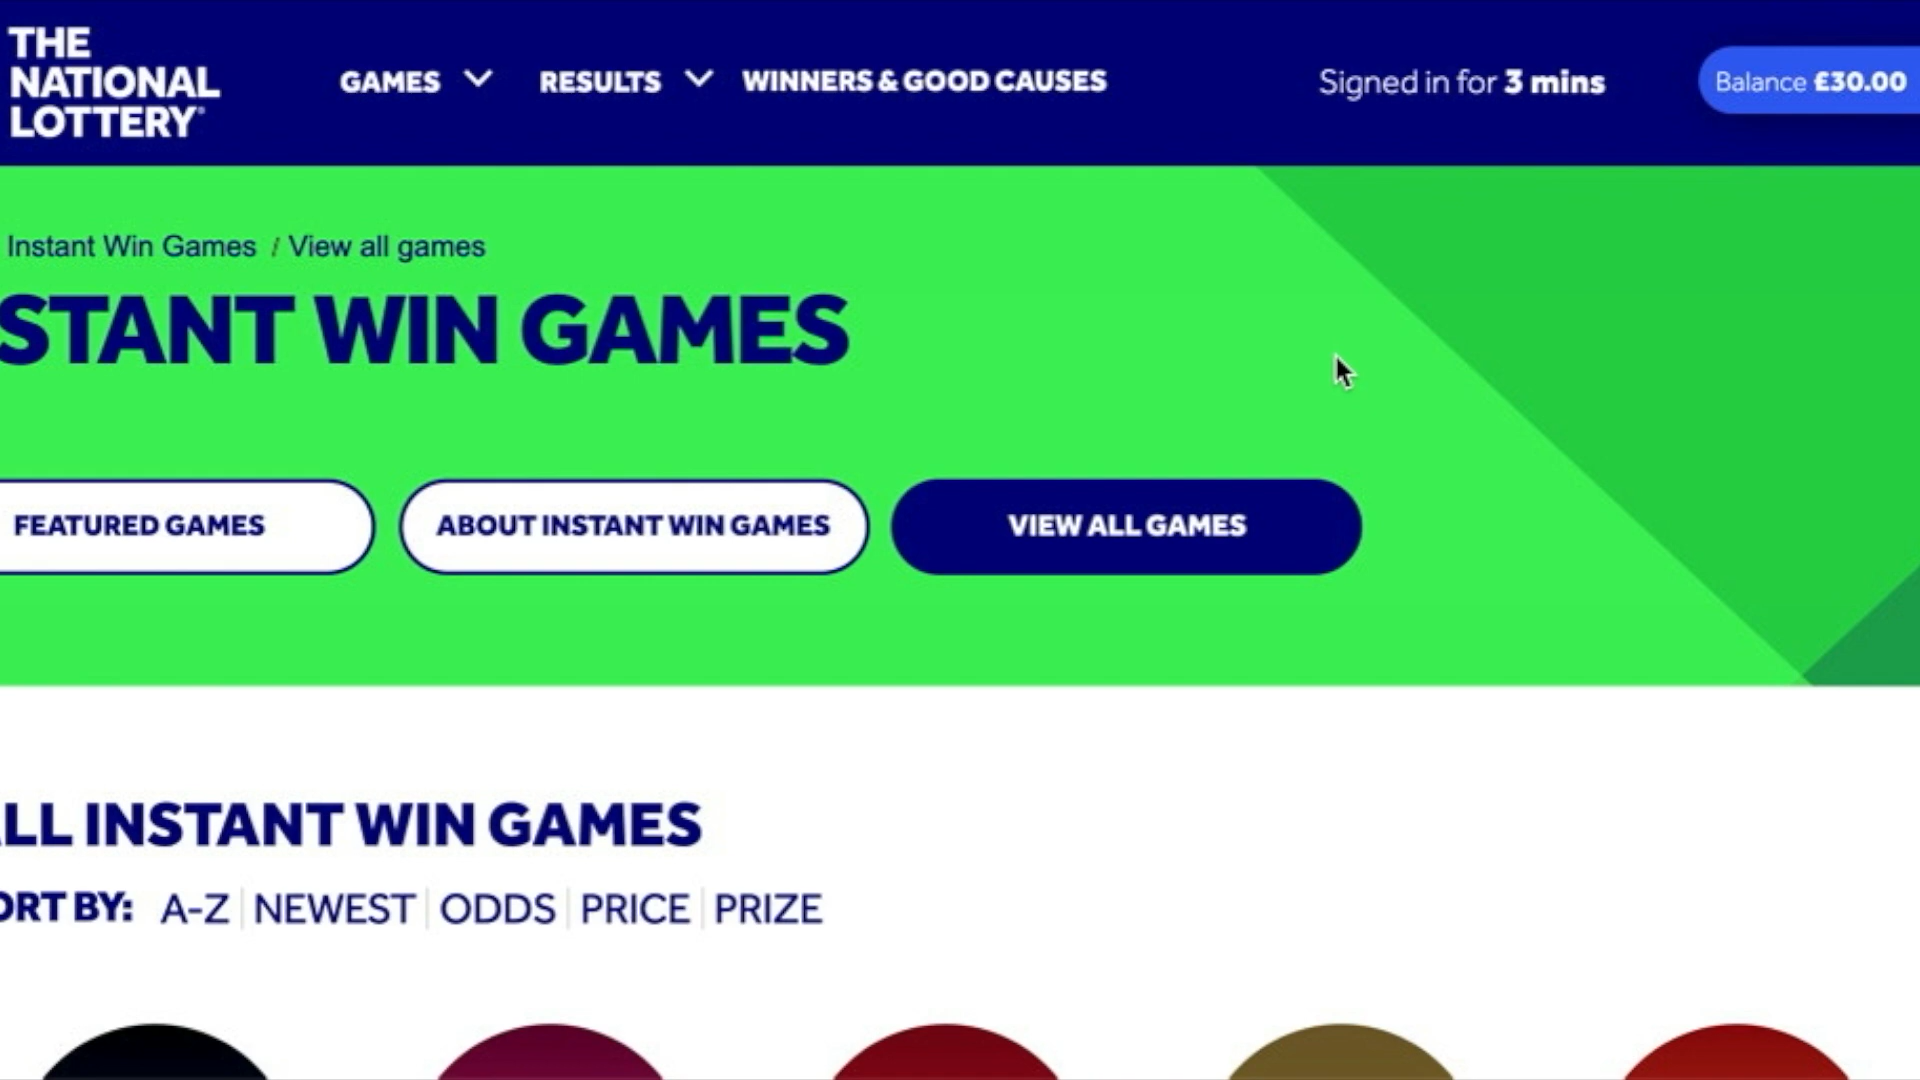 THE
NATIONAL
LOTTERY
GAMES RESULTS WINNERS & GOOD CAUSES Signed in for 3 mins Balance £30.00
Instant Win Games / View all games
STANT WIN GAMES
FEATURED GAMES ABOUT INSTANT WIN GAMES VIEW ALL GAMES
LL INSTANT WIN GAMES
ORT BY: A-Z | NEWEST | ODDS | PRICE | PRIZE